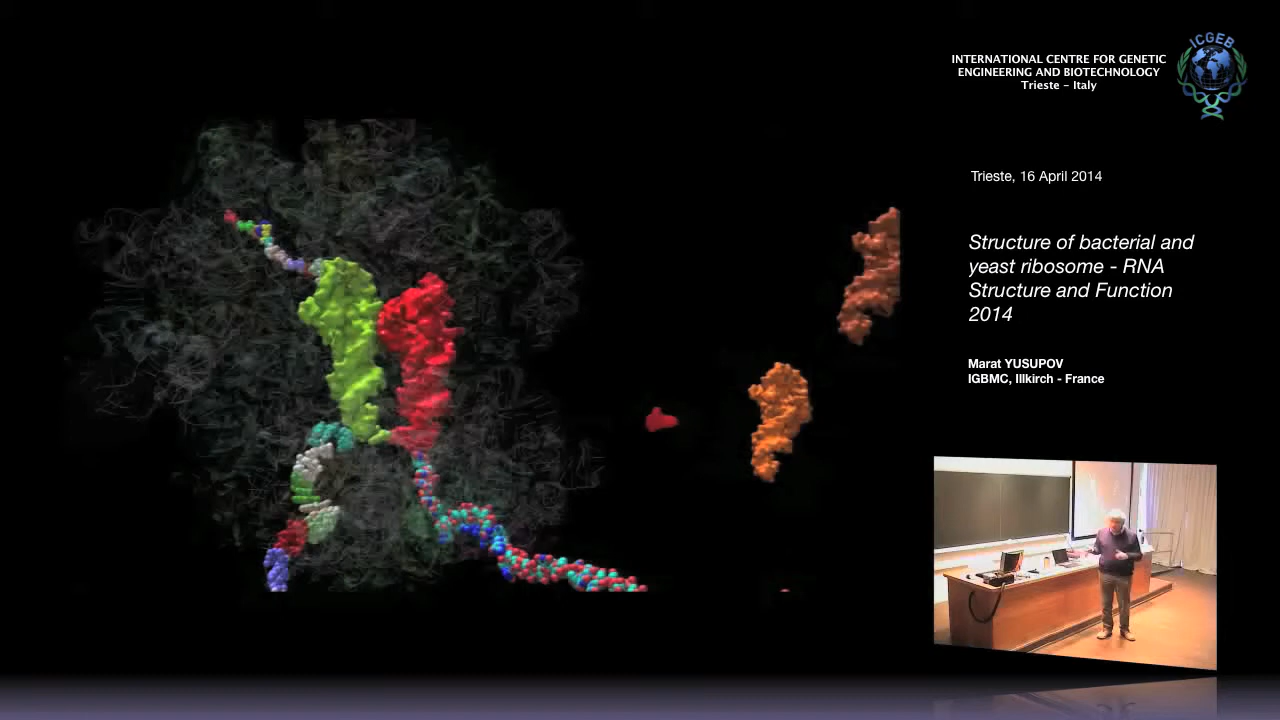 ICGEB
INTERNATIONAL CENTRE FOR GENETIC
ENGINEERING AND BIOTECHNOLOGY
Trieste - Italy
Trieste, 16 April 2014
Structure of bacterial and
yeast ribosome - RNA
Structure and Function
2014
Marat YUSUPOV
IGBMC, Illkirch - France